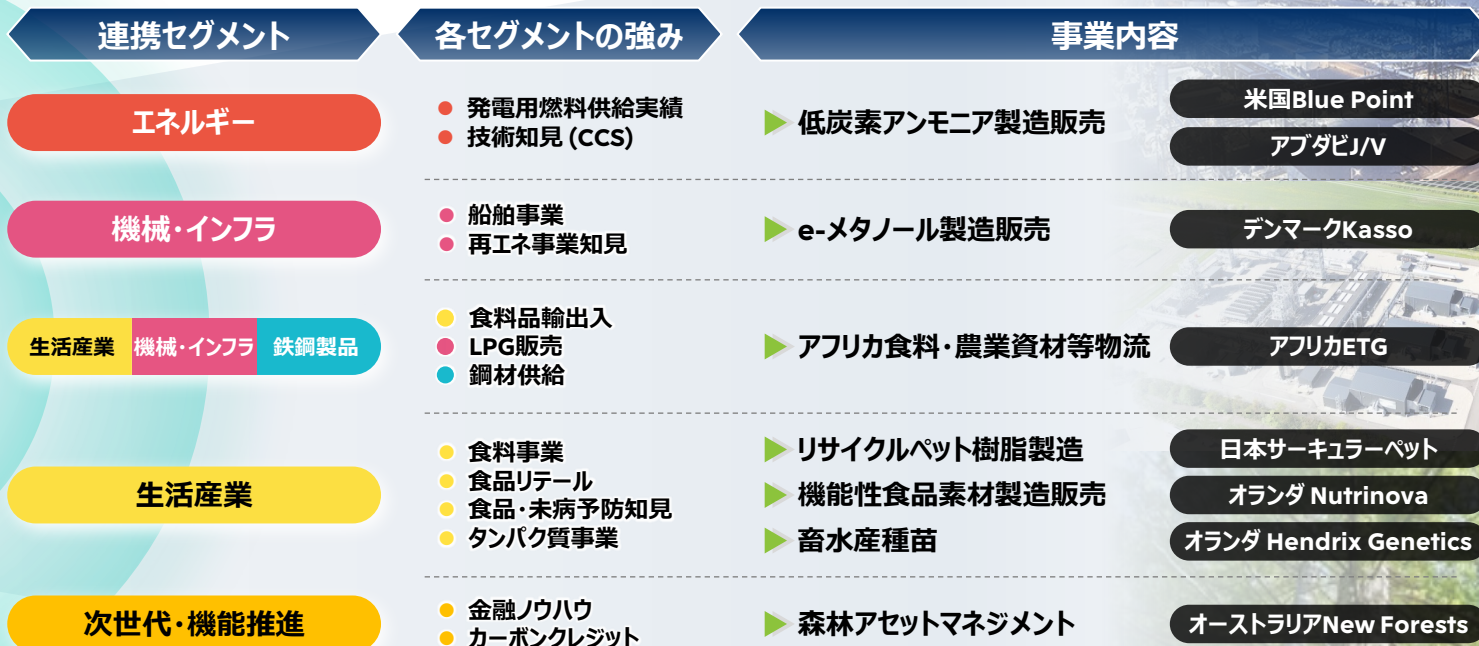 連携セグメント
各セグメントの強み
事業内容
エネルギー
発電用燃料供給実績
技術知見 (CCS)
低炭素アンモニア製造販売
米国Blue Point
アブダビJ/V
機械・インフラ
船舶事業
再エネ事業知見
e-メタノール製造販売
デンマークKasso
生活産業
機械・インフラ
鉄鋼製品
食料品輸出入
LPG販売
鋼材供給
アフリカ食料・農業資材等物流
アフリカETG
生活産業
食料事業
食品リテール
食品・未病予防知見
タンパク質事業
リサイクルペット樹脂製造
日本サーキュラーペット
機能性食品素材製造販売
オランダ Nutrinova
畜水産種苗
オランダ Hendrix Genetics
次世代・機能推進
金融ノウハウ
カーボンクレジット
森林アセットマネジメント
オーストラリアNew Forests